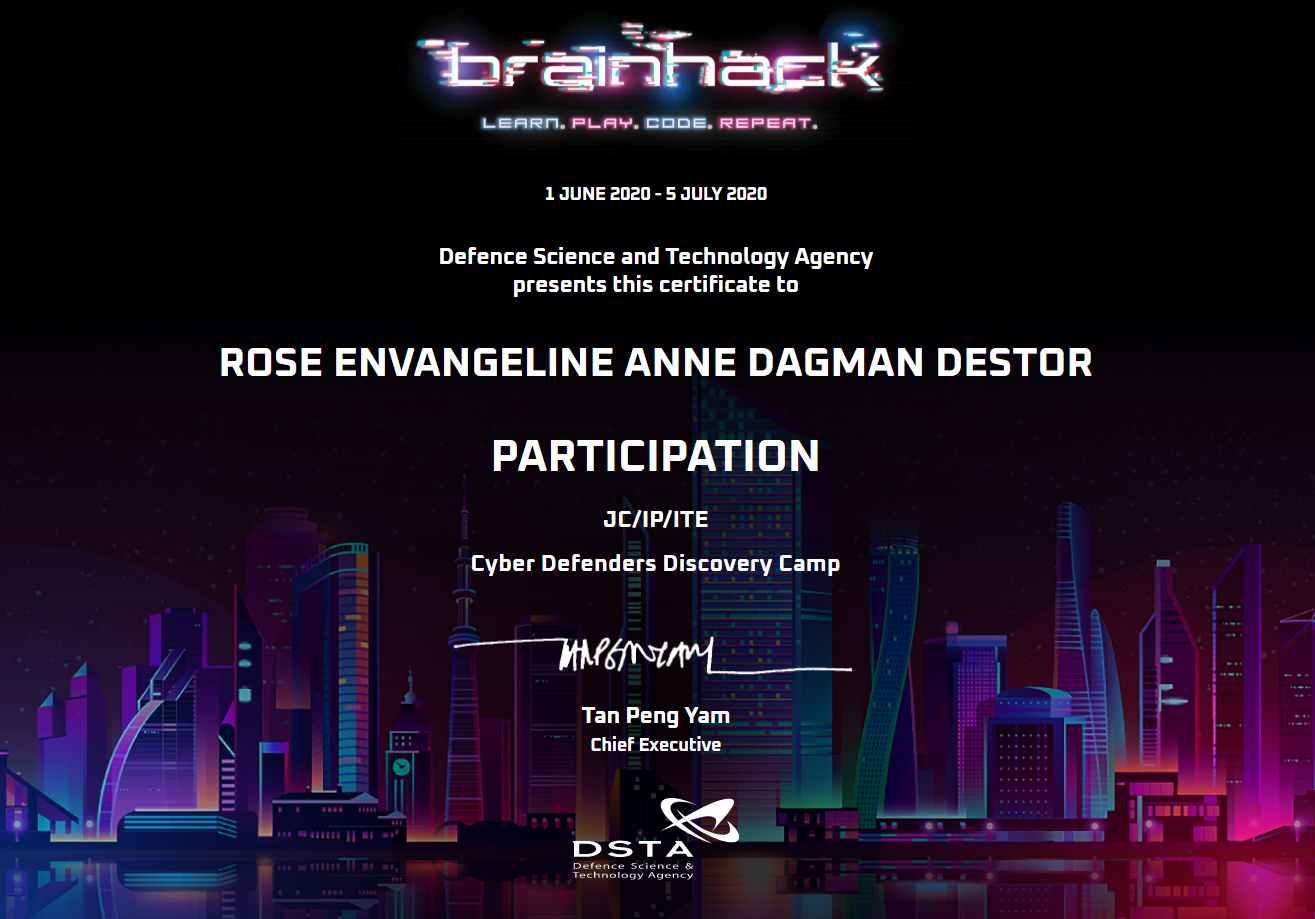 brainhack
LEARN. PLAY. CODE. REPEAT.
1 JUNE 2020 - 5 JULY 2020
Defence Science and Technology Agency
presents this certificate to
ROSE ENVANGELINE ANNE DAGMAN DESTOR
PARTICIPATION
JC/IP/ITE
Cyber Defenders Discovery Camp
TANPENGYAM
Tan Peng Yam
Chief Executive
DSTA
Defence Science &
Technology Agency